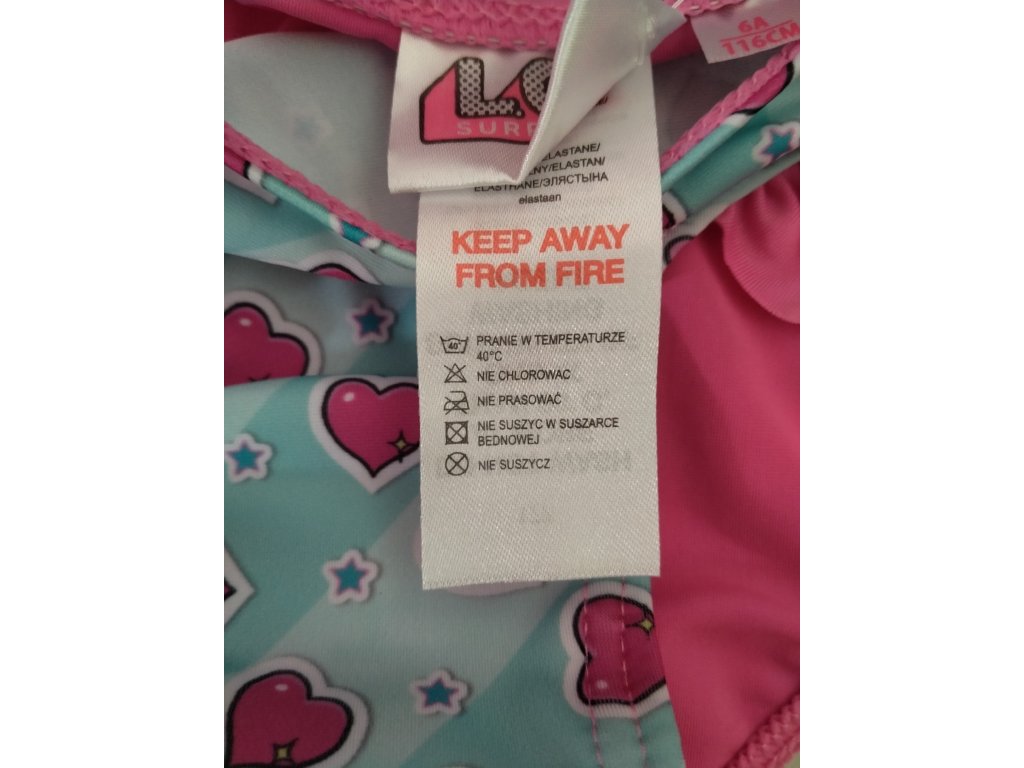 6A
116CM
L.O
SURP
ELASTANE/
ELASTAN/
ELASTHANE/ЭЛЯСТЫНА
elastaan
KEEP AWAY
FROM FIRE
40°
PRANIE W TEMPERATURZE
40°C
NIE CHLOROWAC
NIE PRASOWAĆ
NIE SUSZYC W SUSZARCE
BEDNOWEJ
NIE SUSZYCZ